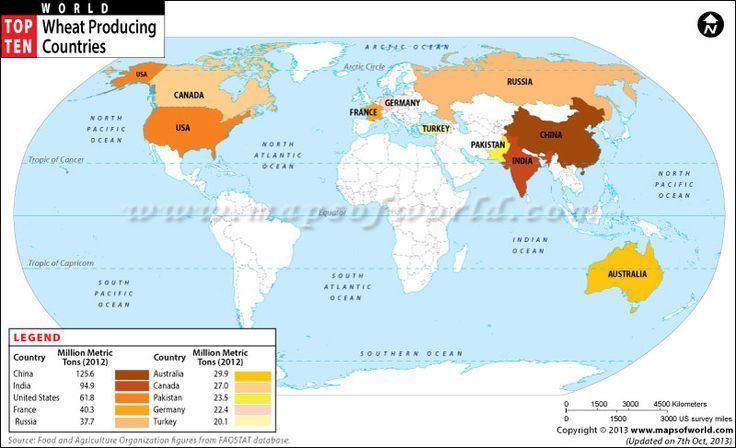 WORLD
TOP TEN
Wheat Producing
Countries
N
ARCTIC OCEAN
Arctic Circle
USA
CANADA
RUSSIA
GERMANY
FRANCE
TURKEY
USA
CHINA
PAKISTAN
INDIA
NORTH
PACIFIC
OCEAN
NORTH
ATLANTIC
OCEAN
Tropic of Cancer
NORTH
PACIFIC
OCEAN
www.mapsofworld.com
Equator
INDIAN
OCEAN
Tropic of Capricorn
AUSTRALIA
SOUTH
PACIFIC
OCEAN
SOUTH
ATLANTIC
OCEAN
SOUTHERN OCEAN
LEGEND
Country Million Metric Tons (2012) Country Million Metric Tons (2012)
China 125.6 Australia 29.9
India 94.9 Canada 27.0
United States 61.8 Pakistan 23.5
France 40.3 Germany 22.4
Russia 37.7 Turkey 20.1
Source: Food and Agriculture Organization figures from FAOSTAT database.
0 1500 3000 4500 Kilometers
0 1500 3000 US survey miles
Copyright © 2013 www.mapsofworld.com
(Updated on 7th Oct, 2013)